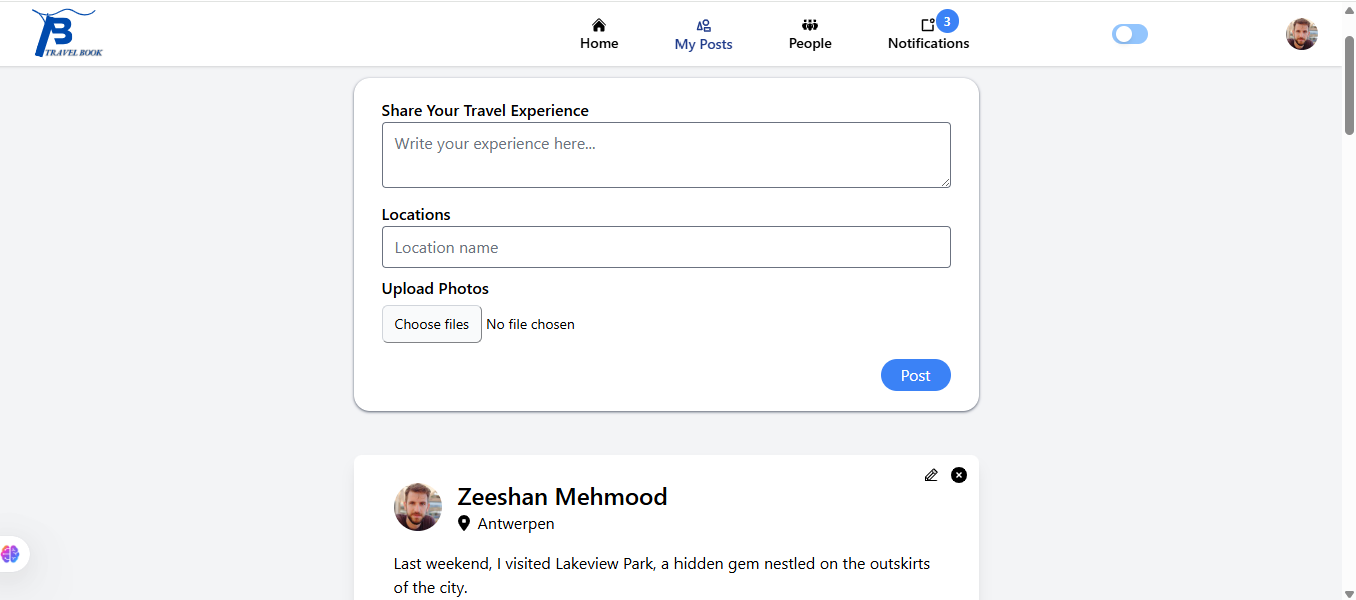 B
TRAVEL BOOK
Home
My Posts
People
3
Notifications
Share Your Travel Experience
Write your experience here...
Locations
Location name
Upload Photos
Choose files No file chosen
Post
Zeeshan Mehmood
Antwerpen
Last weekend, I visited Lakeview Park, a hidden gem nestled on the outskirts
of the city.